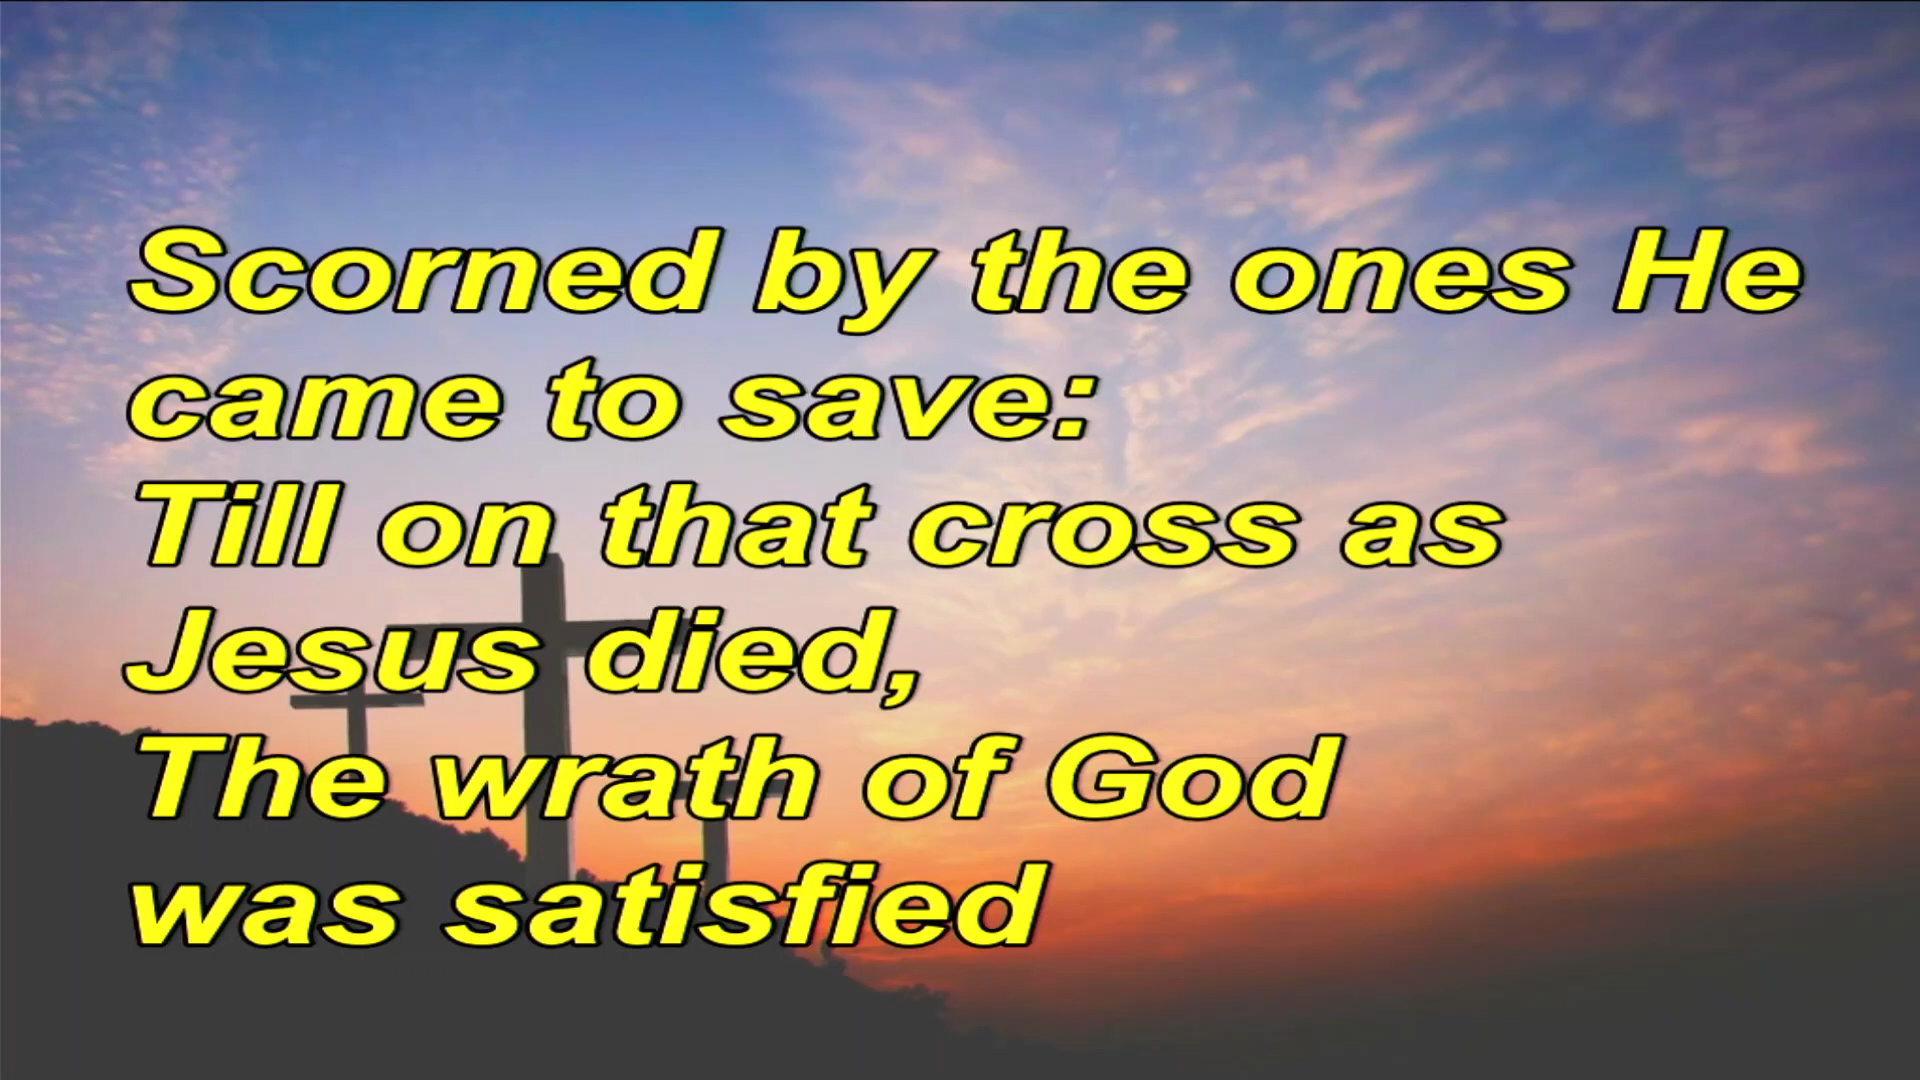 Scorned by the ones He
came to save:
Till on that cross as
Jesus died,
The wrath of God
was satisfied